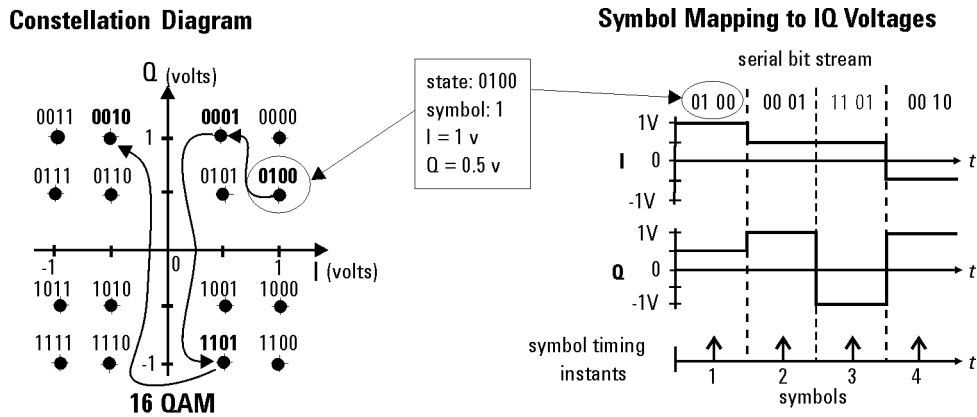 Constellation Diagram
Q (volts)
0011 0010 0001 0000
1
0111 0110 0101 0100
-1 0 1 I (volts)
1011 1010 1001 1000
1111 1110 1101 1100
-1
16 QAM
state: 0100
symbol: 1
I = 1 v
Q = 0.5 v
Symbol Mapping to IQ Voltages
serial bit stream
01 00 00 01 11 01 00 10
1V
I 0 t
-1V
1V
Q 0 t
-1V
symbol timing
instants
t
1 2 3 4
symbols